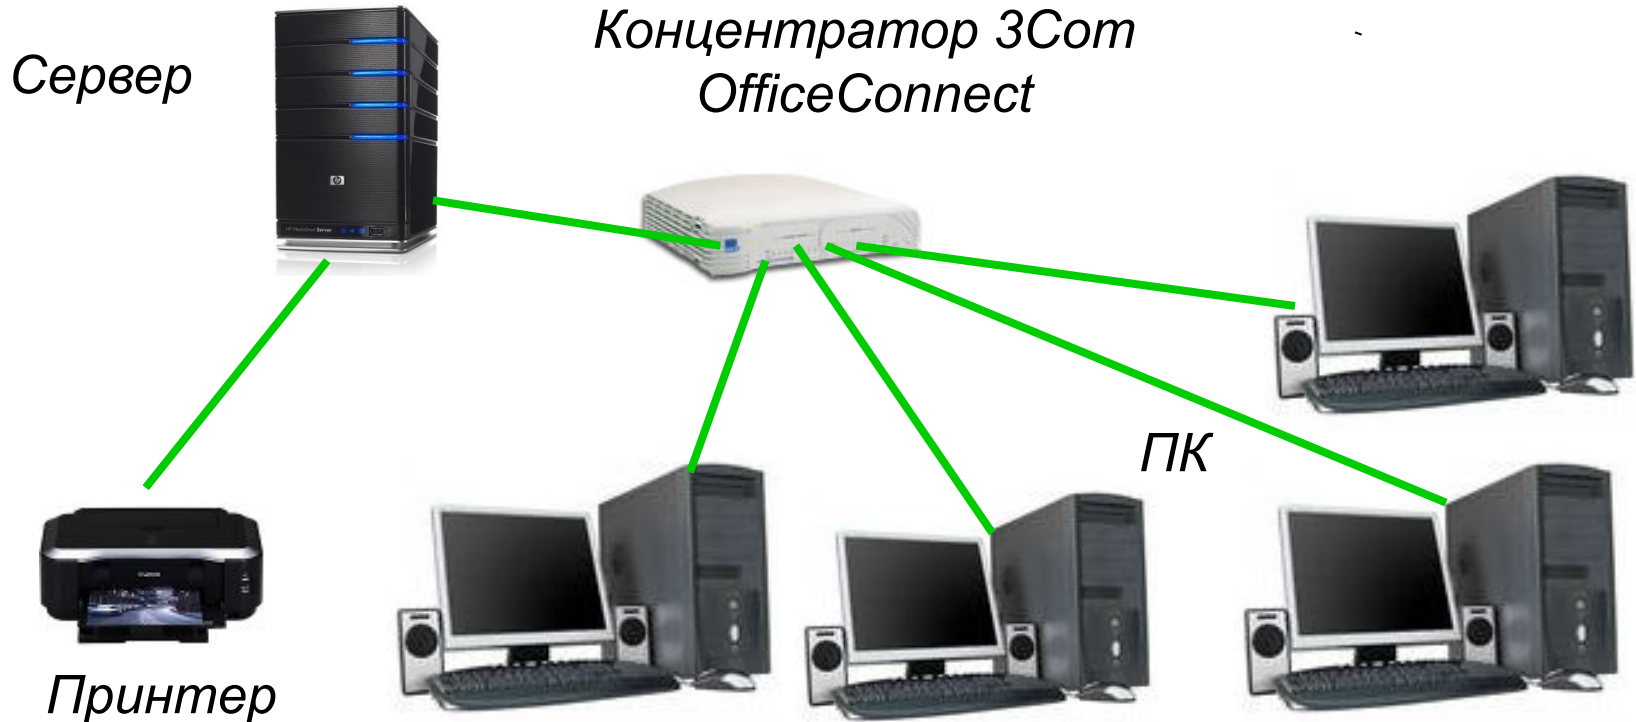 Сервер
Концентратор 3Com
OfficeConnect
ПК
Принтер